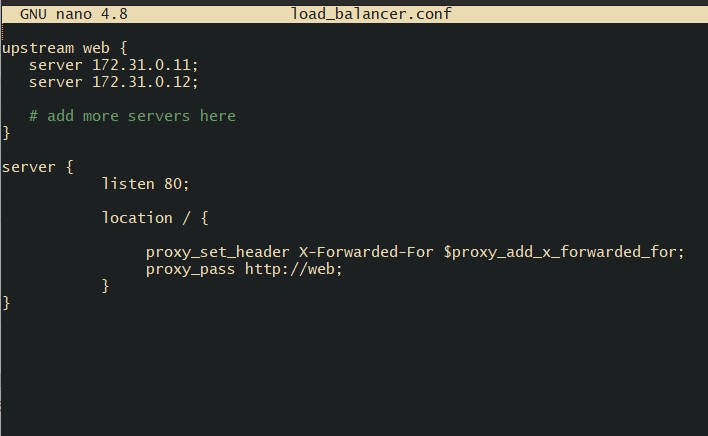 GNU nano 4.8 load_balancer.conf
upstream web {
server 172.31.0.11;
server 172.31.0.12;
# add more servers here
}
server {
listen 80;
location / {
proxy_set_header X-Forwarded-For $proxy_add_x_forwarded_for;
proxy_pass http://web;
}
}